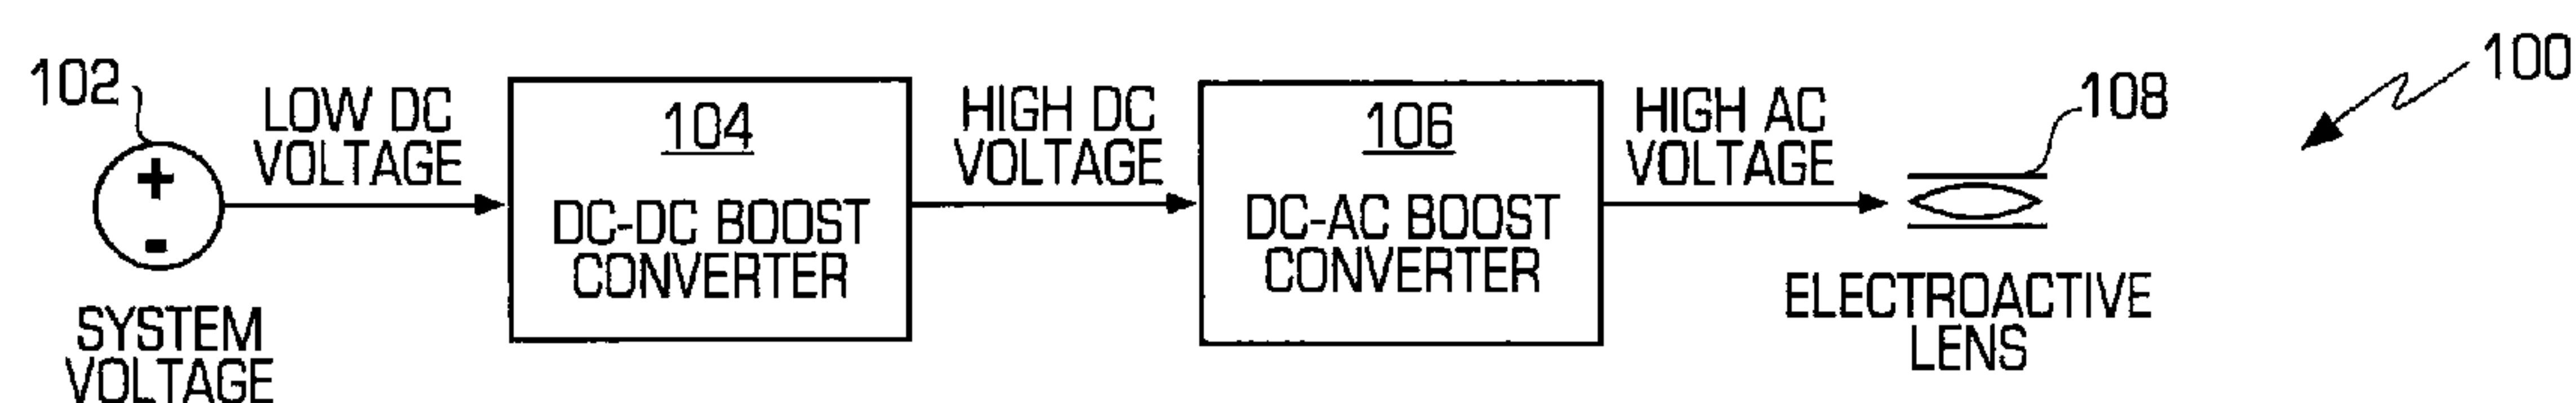 102
LOW DC
VOLTAGE
+
-
SYSTEM
VOLTAGE
104
DC-DC BOOST
CONVERTER
HIGH DC
VOLTAGE
106
DC-AC BOOST
CONVERTER
HIGH AC
VOLTAGE
108
ELECTROACTIVE
LENS
100